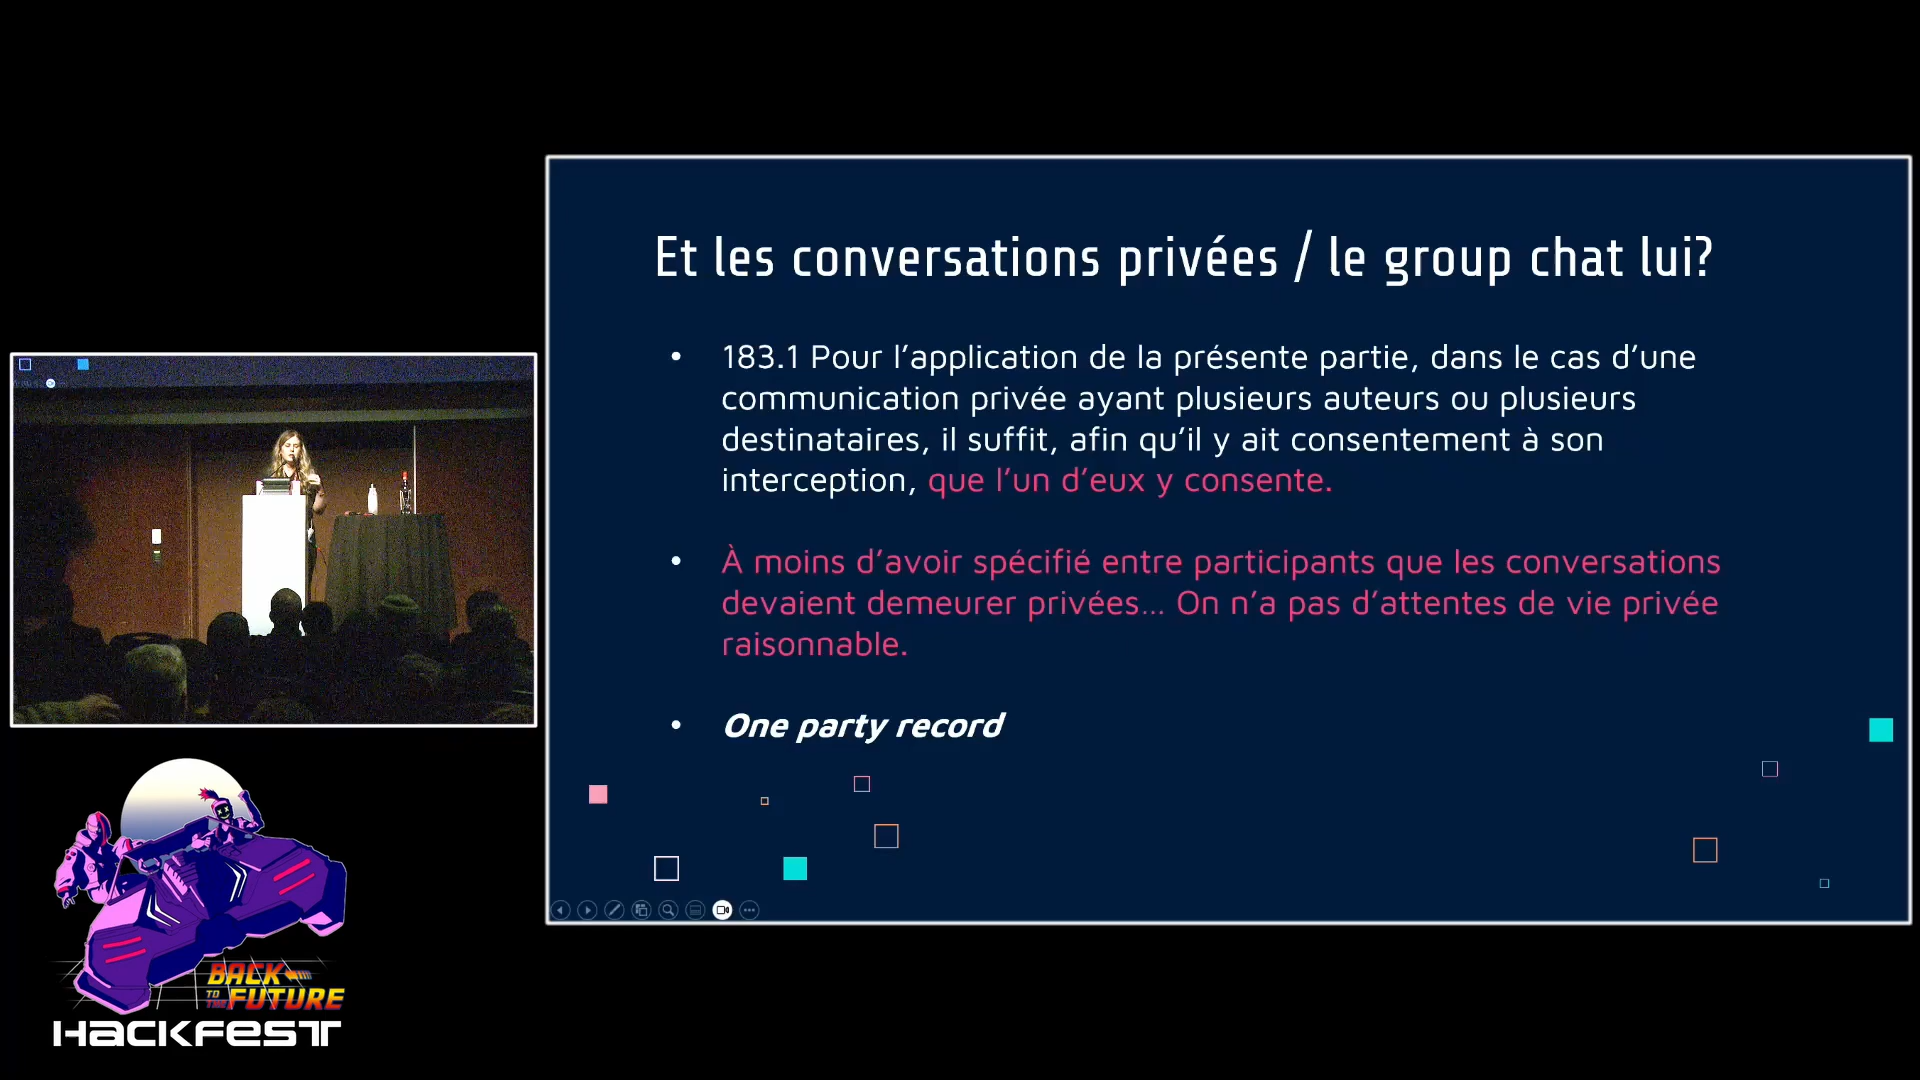 Et les conversations privées / le group chat lui?
• 183.1 Pour l’application de la présente partie, dans le cas d’une
communication privée ayant plusieurs auteurs ou plusieurs
destinataires, il suffit, afin qu’il y ait consentement à son
interception, que l’un d’eux y consente.
• À moins d’avoir spécifié entre participants que les conversations
devaient demeurer privées... On n’a pas d’attentes de vie privée
raisonnable.
• One party record
BACK
TO THE FUTURE
HACKFEST